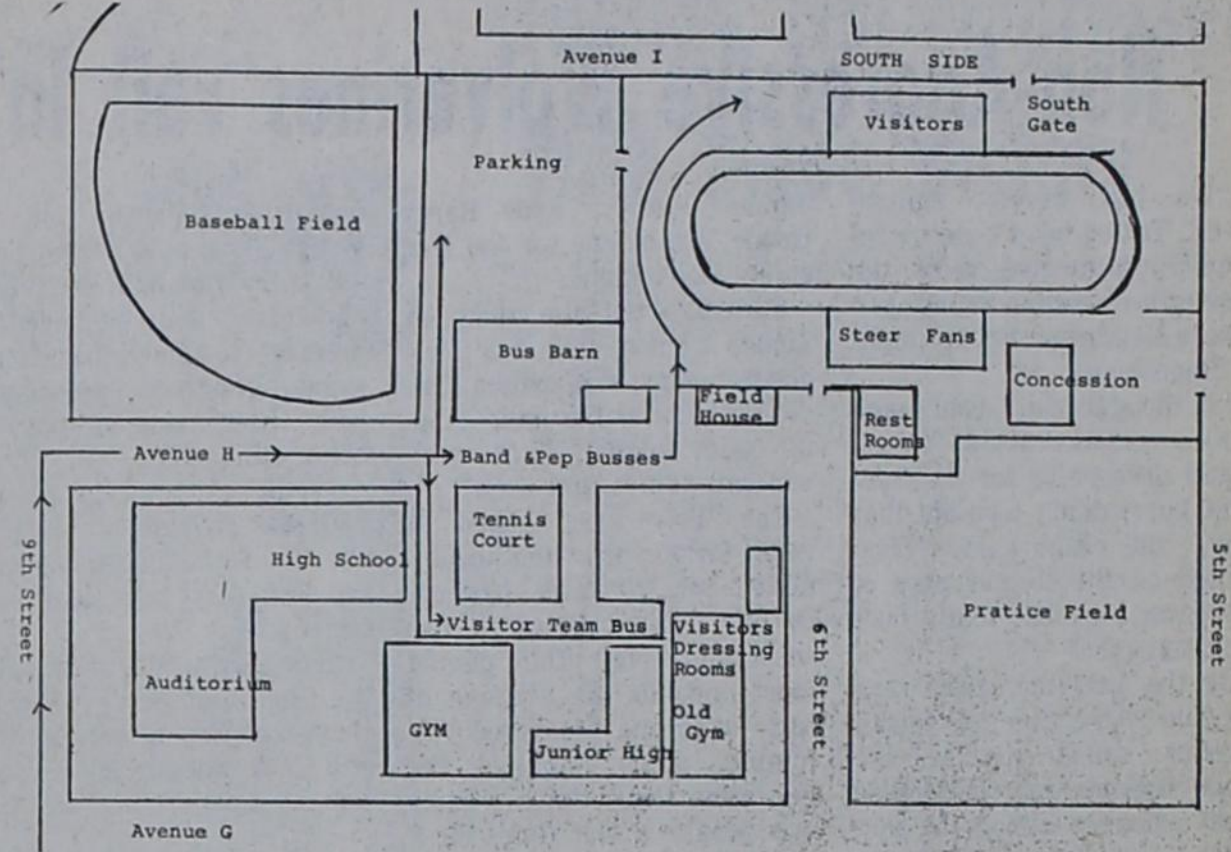 Avenue I
SOUTH SIDE
South
Gate
Visitors
Parking
Baseball Field
Steer Fans
Bus Barn
Concession
Field
House
Rest
Rooms
Avenue H
Band &Pep Busses
Tennis
Court
High School
9th Street
5th Street
Visitor Team Bus
Visitors
Dressing
Rooms
6th Street
Pratice Field
Auditorium
Old
Gym
GYM
Junior High
Avenue G